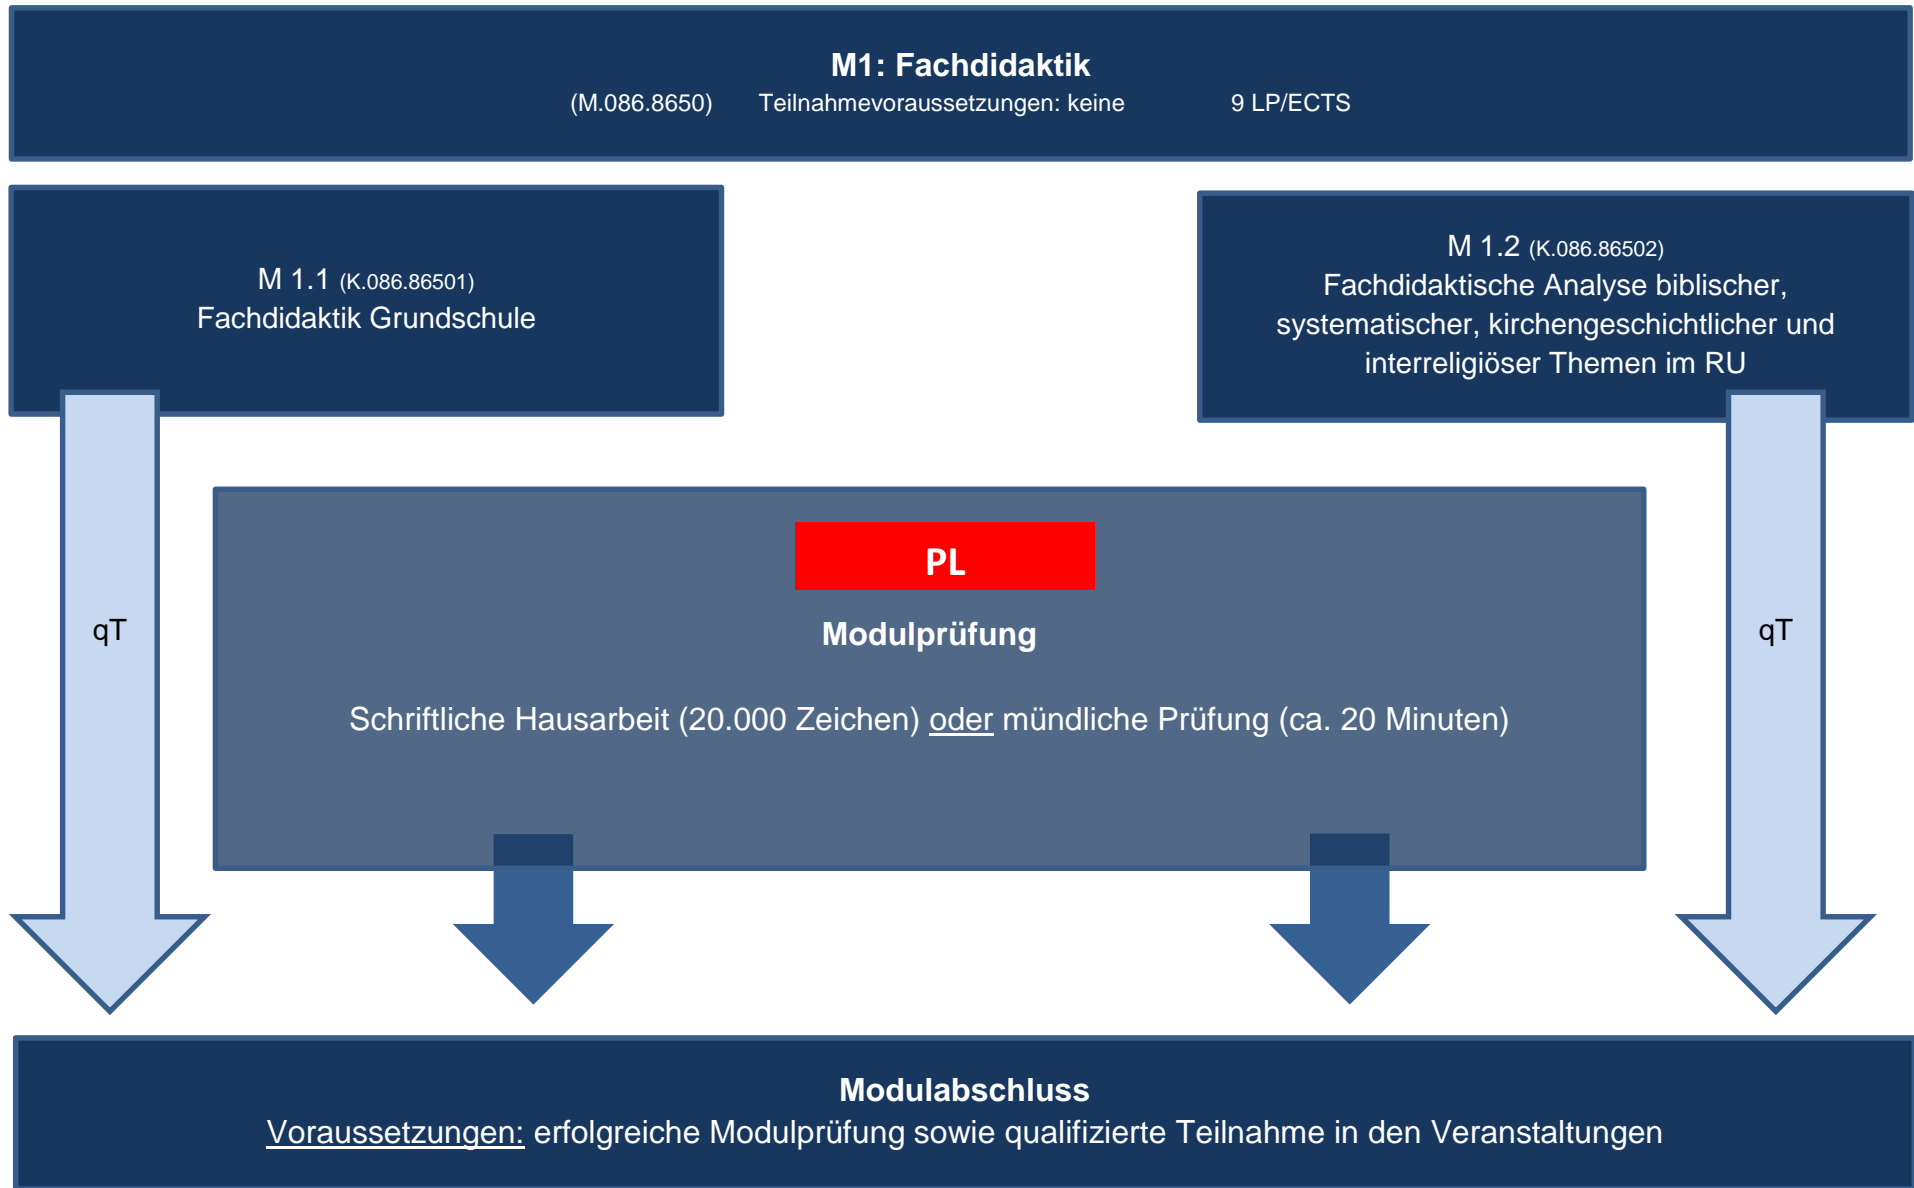 M1: Fachdidaktik
(M.086.8650) Teilnahmevoraussetzungen: keine 9 LP/ECTS
M 1.1 (K.086.86501)
Fachdidaktik Grundschule
M 1.2 (K.086.86502)
Fachdidaktische Analyse biblischer,
systematischer, kirchengeschichtlicher und
interreligiöser Themen im RU
PL
qT
Modulprüfung
qT
Schriftliche Hausarbeit (20.000 Zeichen) oder mündliche Prüfung (ca. 20 Minuten)
Modulabschluss
Voraussetzungen: erfolgreiche Modulprüfung sowie qualifizierte Teilnahme in den Veranstaltungen